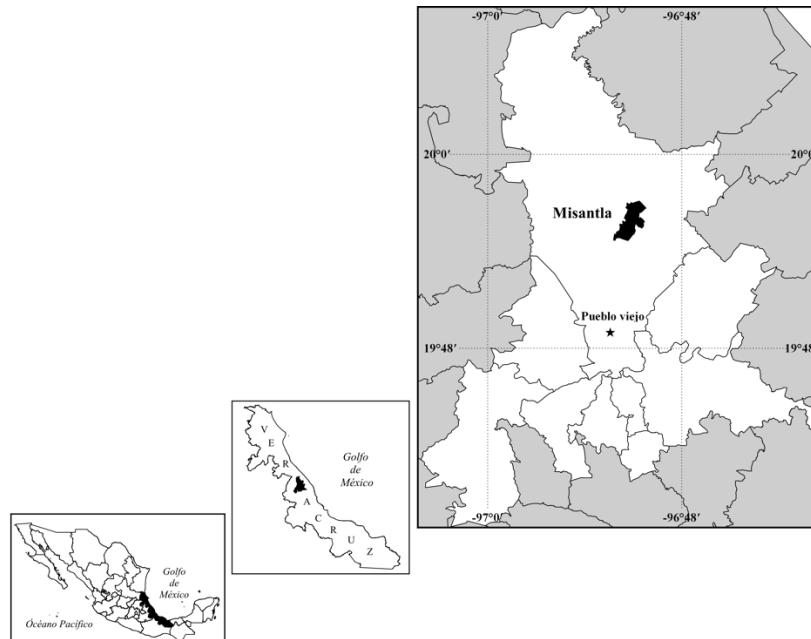 -97°0′
-96°48′
20°0′
20°0
Misantla
Pueblo viejo
19°48′
19°48
-97°0′
-96°48′
V
E
R
A
C
R
U
Z
Golfo
de
México
Golfo
de
México
Océano Pacífico